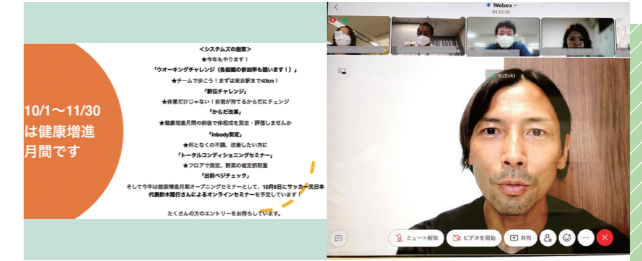 10/1～11/30
は健康増進
月間です
＜システムズの施策＞
★今年もやります！
「ウオーキングチャレンジ（各組織の参加率も競います！）」
★チームで歩こう！まずは東京駅まで40km！
「駅伝チャレンジ」
★体重だけじゃない！自信が持てるからだにチェンジ
「からだ改革」
★健康増進月間の前後で体組成を測定・評価しませんか
「Inbody測定」
★何となくの不調、改善したい方に
「トータルコンディショニングセミナー」
★フロアで測定、野菜の推定摂取量
「出前ベジチェック」
そして今年は健康増進月間オープニングセミナーとして、10月5日にサッカー元日本
代表鈴木隆行さんによるオンラインセミナーを予定しています！
たくさんの方のエントリーをお待ちしています。
Webex
suzuki
ミュート解除
ビデオを開始
共有